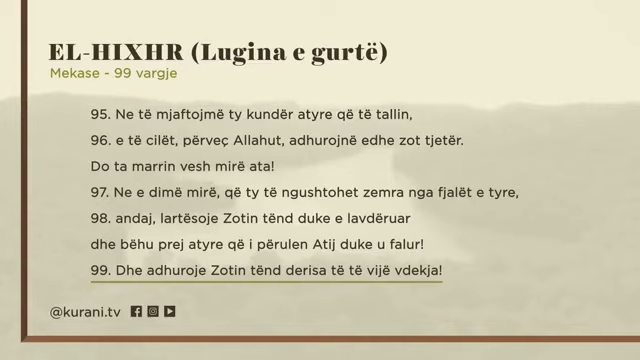 EL-HIXHR (Lugina e gurtë)
Mekase - 99 vargje
95. Ne të mjaftojmë ty kundër atyre që të tallin,
96. e të cilët, përveç Allahut, adhurojnë edhe zot tjetër.
Do ta marrin vesh mirë ata!
97. Ne e dimë mirë, që ty të ngushtohet zemra nga fjalët e tyre,
98. andaj, lartësoje Zotin tënd duke e lavdëruar
dhe bëhu prej atyre që i përulen Atij duke u falur!
99. Dhe adhuroje Zotin tënd derisa të të vijë vdekja!
@kurani.tv